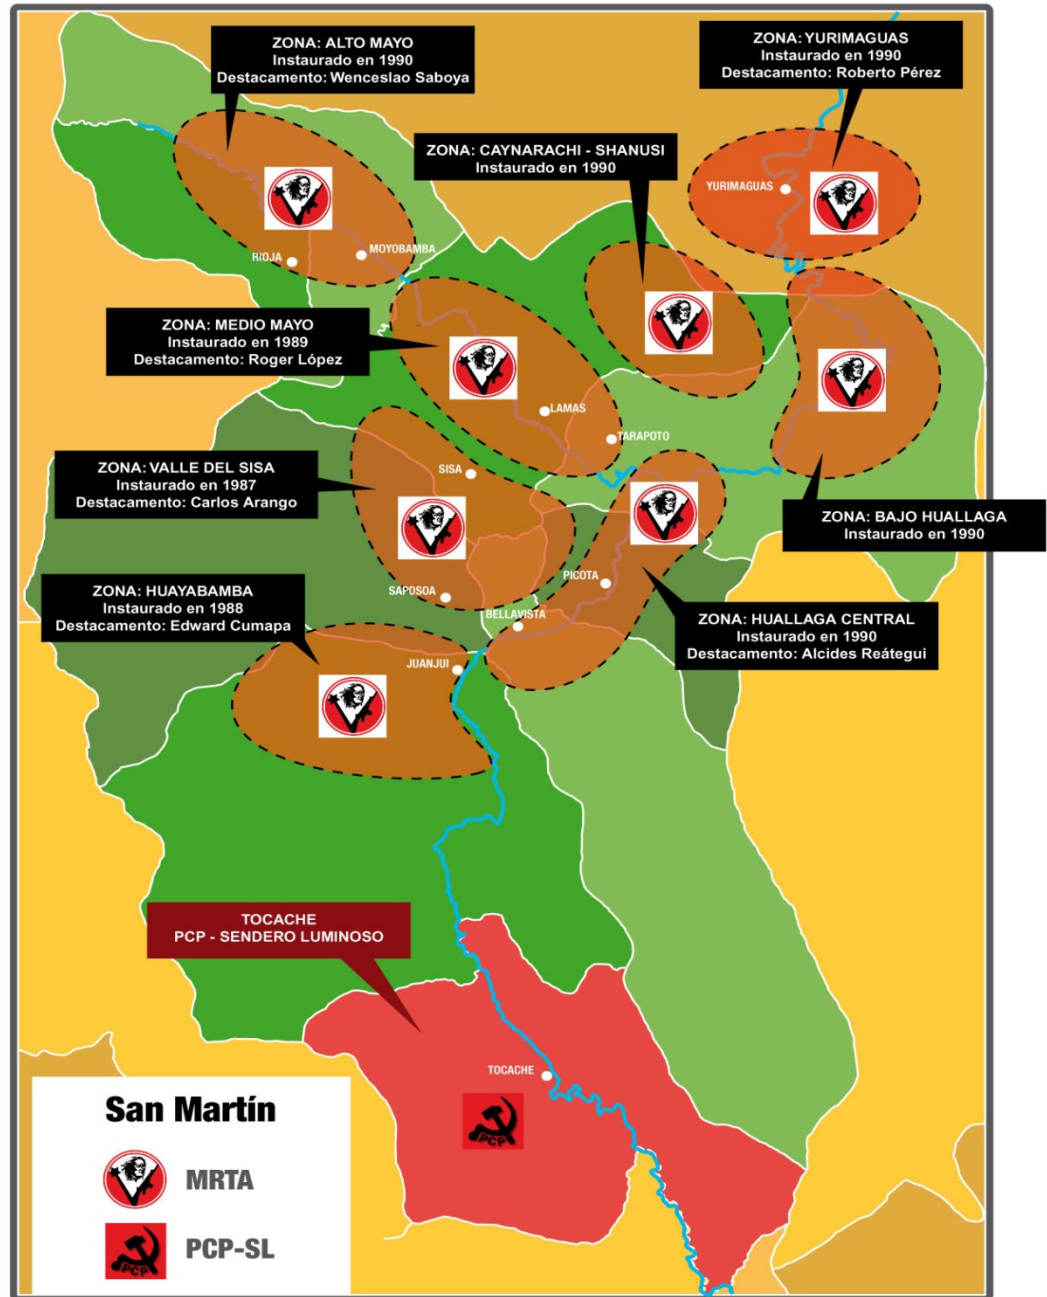 ZONA: ALTO MAYO
Instaurado en 1990
Destacamento: Wenceslao Saboya
ZONA: YURIMAGUAS
Instaurado en 1990
Destacamento: Roberto Pérez
ZONA: CAYNARACHI - SHANUSI
Instaurado en 1990
YURIMAGUAS
MOYOBAMBA
RIOJA
ZONA: MEDIO MAYO
Instaurado en 1989
Destacamento: Roger López
LAMAS
TARAPOTO
ZONA: VALLE DEL SISA
Instaurado en 1987
Destacamento: Carlos Arango
SISA
ZONA: BAJO HUALLAGA
Instaurado en 1990
ZONA: HUAYABAMBA
Instaurado en 1988
Destacamento: Edward Cumapa
SAPOSOA
PICOTA
BELLAVISTA
ZONA: HUALLAGA CENTRAL
Instaurado en 1990
Destacamento: Alcides Reátegui
JUANJUI
TOCACHE
PCP - SENDERO LUMINOSO
TOCACHE
PCP
San Martín
MRTA
PCP
PCP-SL